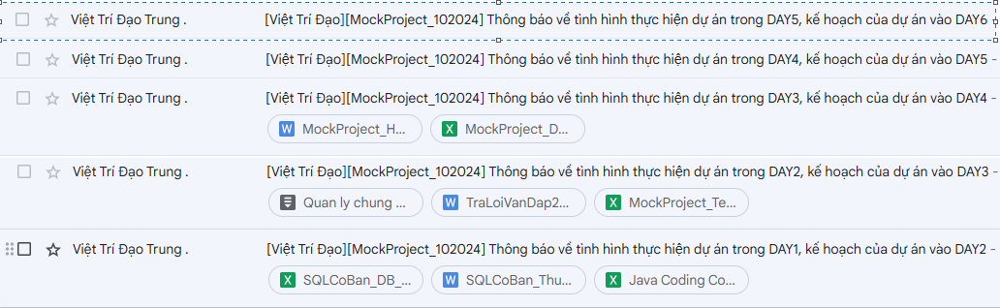 Việt Trí Đạo Trung . [Việt Trí Đạo][MockProject_102024] Thông báo về tình hình thực hiện dự án trong DAY5, kế hoạch của dự án vào DAY6 -
Việt Trí Đạo Trung . [Việt Trí Đạo][MockProject_102024] Thông báo về tình hình thực hiện dự án trong DAY4, kế hoạch của dự án vào DAY5 -
Việt Trí Đạo Trung . [Việt Trí Đạo][MockProject_102024] Thông báo về tình hình thực hiện dự án trong DAY3, kế hoạch của dự án vào DAY4 -
W MockProject_H... X MockProject_D...
Việt Trí Đạo Trung . [Việt Trí Đạo][MockProject_102024] Thông báo về tình hình thực hiện dự án trong DAY2, kế hoạch của dự án vào DAY3 -
Quan ly chung ... W TraLoiVanDap2... X MockProject_Te...
Việt Trí Đạo Trung . [Việt Trí Đạo][MockProject_102024] Thông báo về tình hình thực hiện dự án trong DAY1, kế hoạch của dự án vào DAY2 -
X SQLCoBan_DB_... W SQLCoBan_Thu... X Java Coding Co...